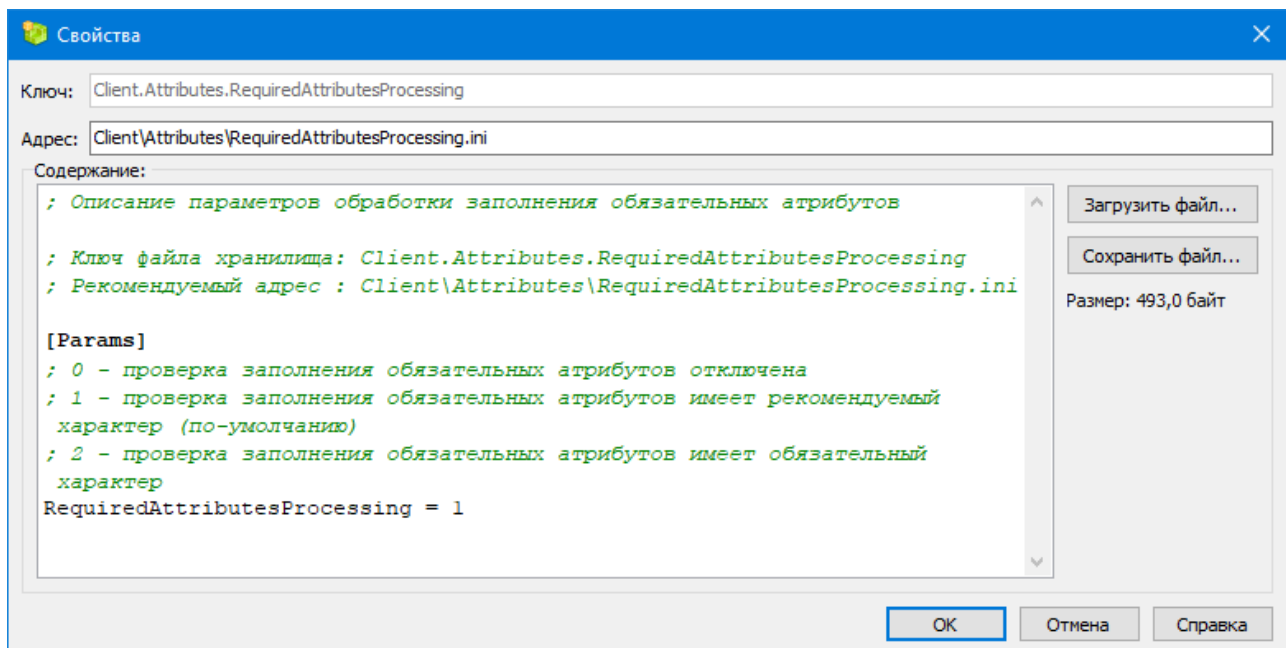 Свойства
Ключ: Client.Attributes.RequiredAttributesProcessing
Адрес: Client\Attributes\RequiredAttributesProcessing.ini
Содержание:
; Описание параметров обработки заполнения обязательных атрибутов
Загрузить файл...
; Ключ файла хранилища: Client.Attributes.RequiredAttributesProcessing
Сохранить файл...
; Рекомендуемый адрес : Client\Attributes\RequiredAttributesProcessing.ini
Размер: 493,0 байт
[Params]
; 0 - проверка заполнения обязательных атрибутов отключена
; 1 - проверка заполнения обязательных атрибутов имеет рекомендуемый
характер (по-умолчанию)
; 2 - проверка заполнения обязательных атрибутов имеет обязательный
характер
RequiredAttributesProcessing = 1
OK
Отмена
Справка